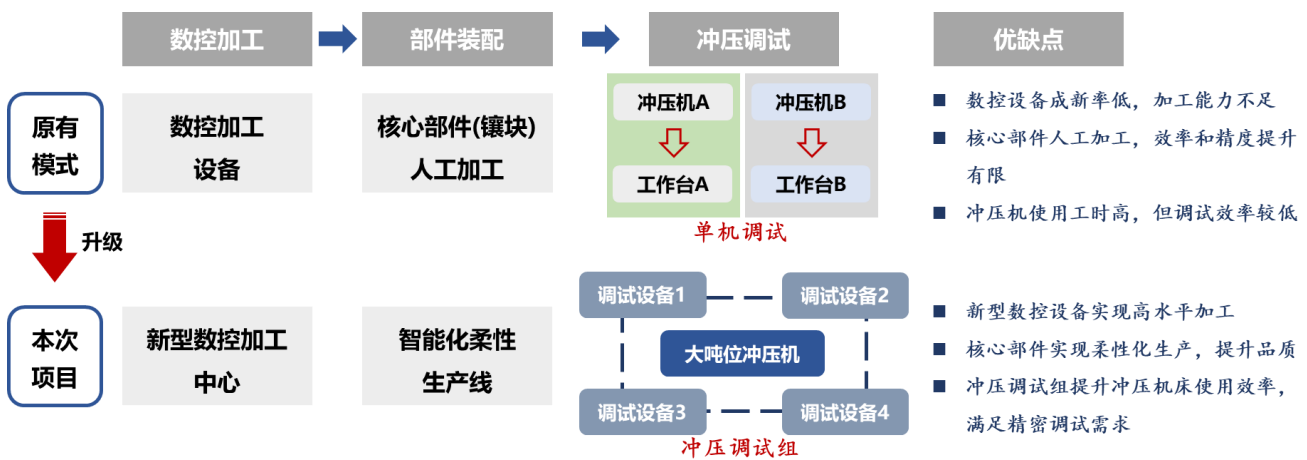 数控加工
部件装配
冲压调试
优缺点
原有
模式
数控加工
设备
核心部件(镶块)
人工加工
冲压机A
工作台A
冲压机B
工作台B
单机调试
■ 数控设备成新率低，加工能力不足
■ 核心部件人工加工，效率和精度提升
有限
■ 冲压机使用工时高，但调试效率较低
升级
本次
项目
新型数控加工
中心
智能化柔性
生产线
调试设备1
调试设备2
大吨位冲压机
调试设备3
调试设备4
冲压调试组
■ 新型数控设备实现高水平加工
■ 核心部件实现柔性化生产，提升品质
■ 冲压调试组提升冲压机床使用效率，
满足精密调试需求